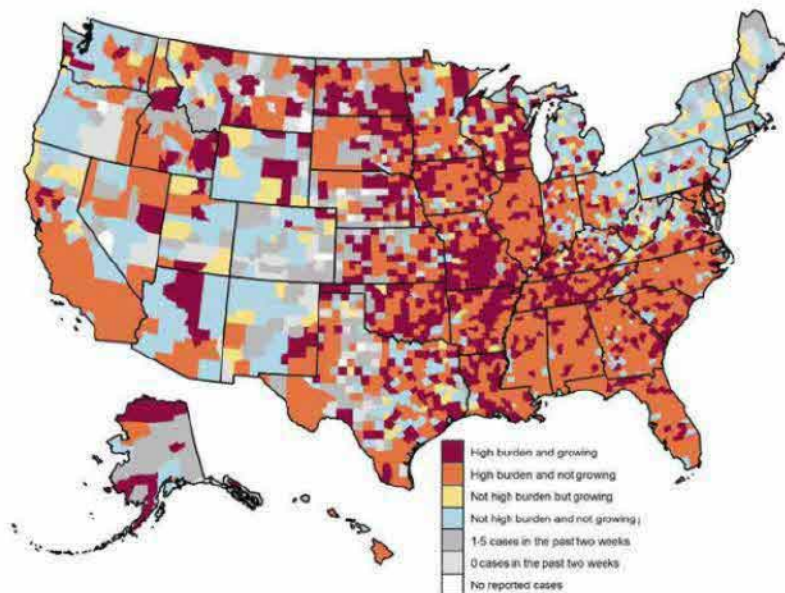 High burden and growing
High burden and not growing
Not high burden but growing
Not high burden and not growing
1-5 cases in the past two weeks
0 cases in the past two weeks
No reported cases